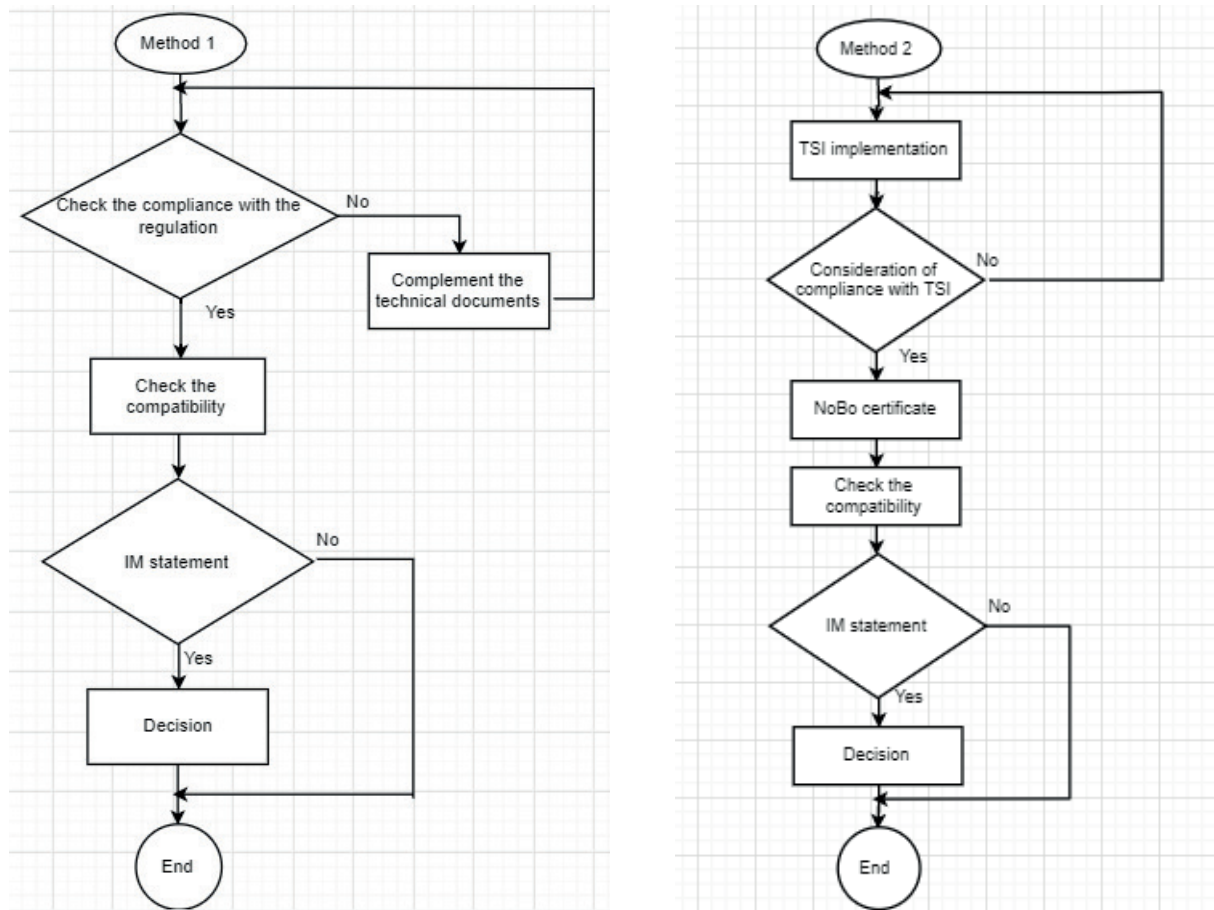 Method 1
Check the compliance with the
regulation
No
Complement the
technical documents
Yes
Check the
compatibility
IM statement
No
Yes
Decision
End
Method 2
TSI implementation
Consideration of
compliance with TSI
No
Yes
NoBo certificate
Check the
compatibility
IM statement
No
Yes
Decision
End